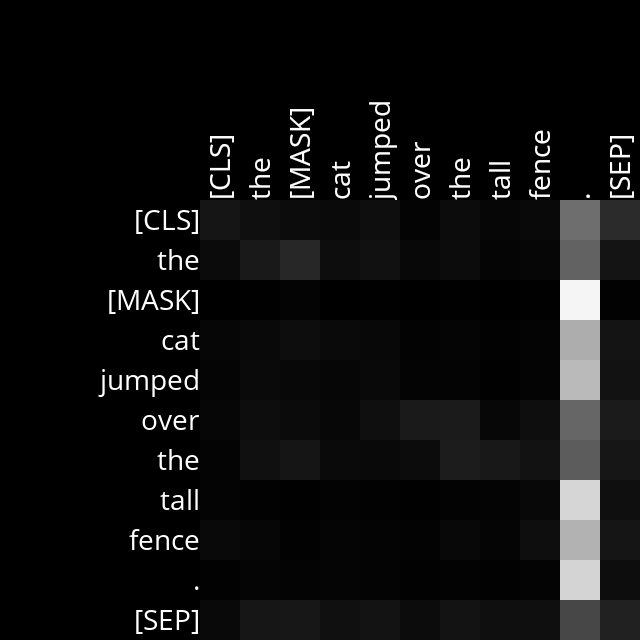 [CLS] the [MASK] cat jumped over the tall fence . [SEP]
[CLS]
the
[MASK]
cat
jumped
over
the
tall
fence
.
[SEP]